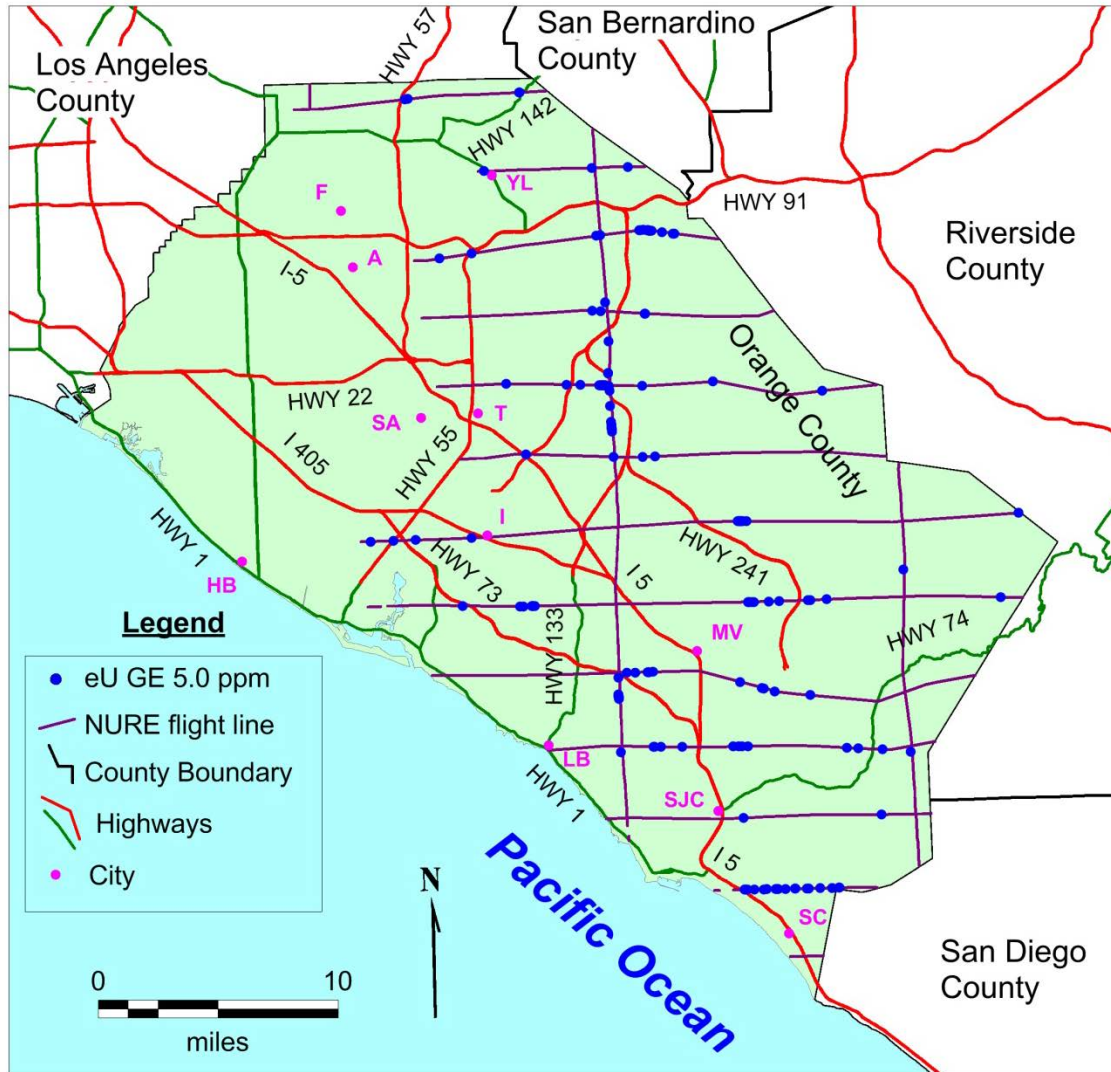 San Bernardino
County
HWY 57
Los Angeles
County
HWY 142
YL
HWY 91
F
Riverside
County
A
I-5
Orange County
HWY 22
SA
T
HWY 55
I 405
HWY 1
I
HWY 241
HB
HWY 73
I 5
HWY 74
Legend
MV
HWY 133
eU GE 5.0 ppm
NURE flight line
County Boundary
Highways
City
LB
HWY 1
SJC
I 5
Pacific Ocean
N
SC
San Diego
County
0
10
miles